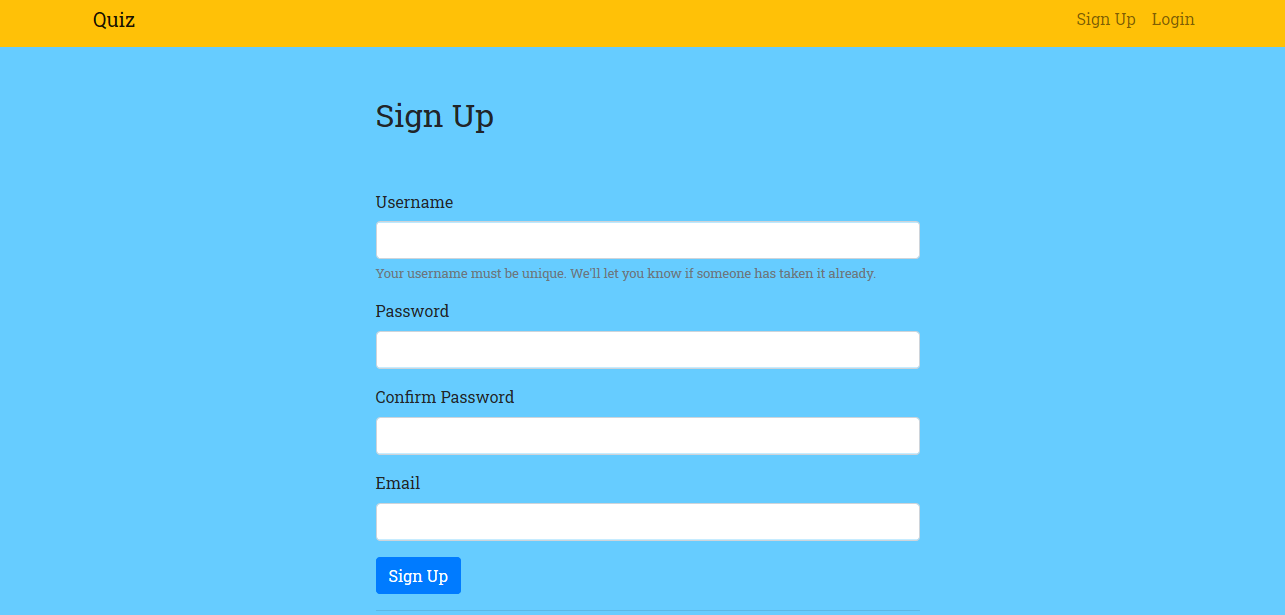 Quiz
Sign Up
Login
Sign Up
Username
Your username must be unique. We'll let you know if someone has taken it already.
Password
Confirm Password
Email
Sign Up